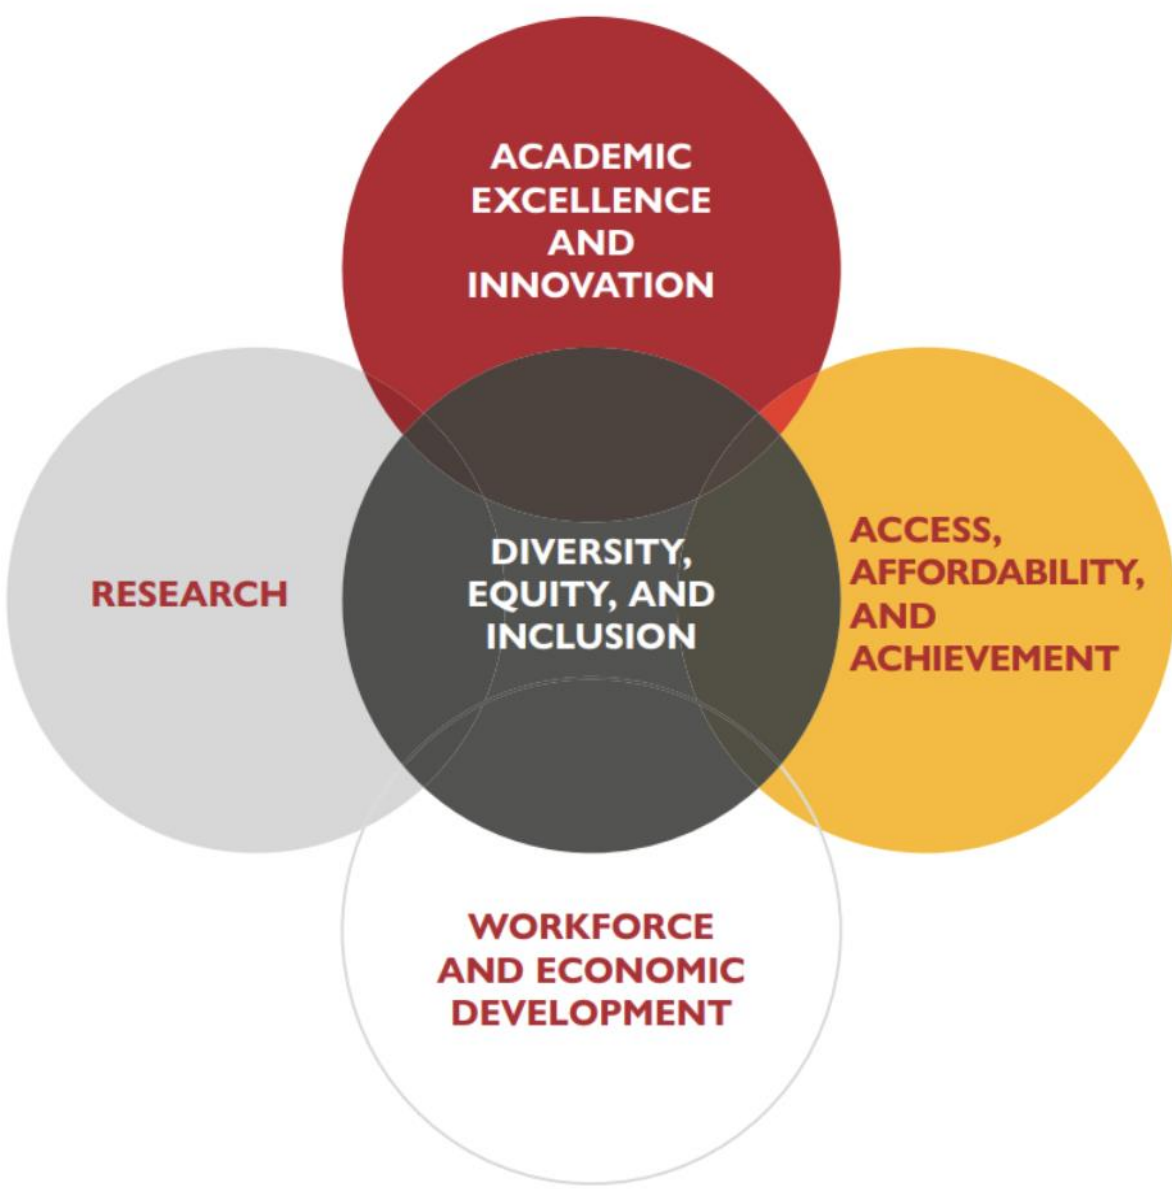 ACADEMIC
EXCELLENCE
AND
INNOVATION
RESEARCH
DIVERSITY,
EQUITY, AND
INCLUSION
ACCESS,
AFFORDABILITY,
AND
ACHIEVEMENT
WORKFORCE
AND ECONOMIC
DEVELOPMENT